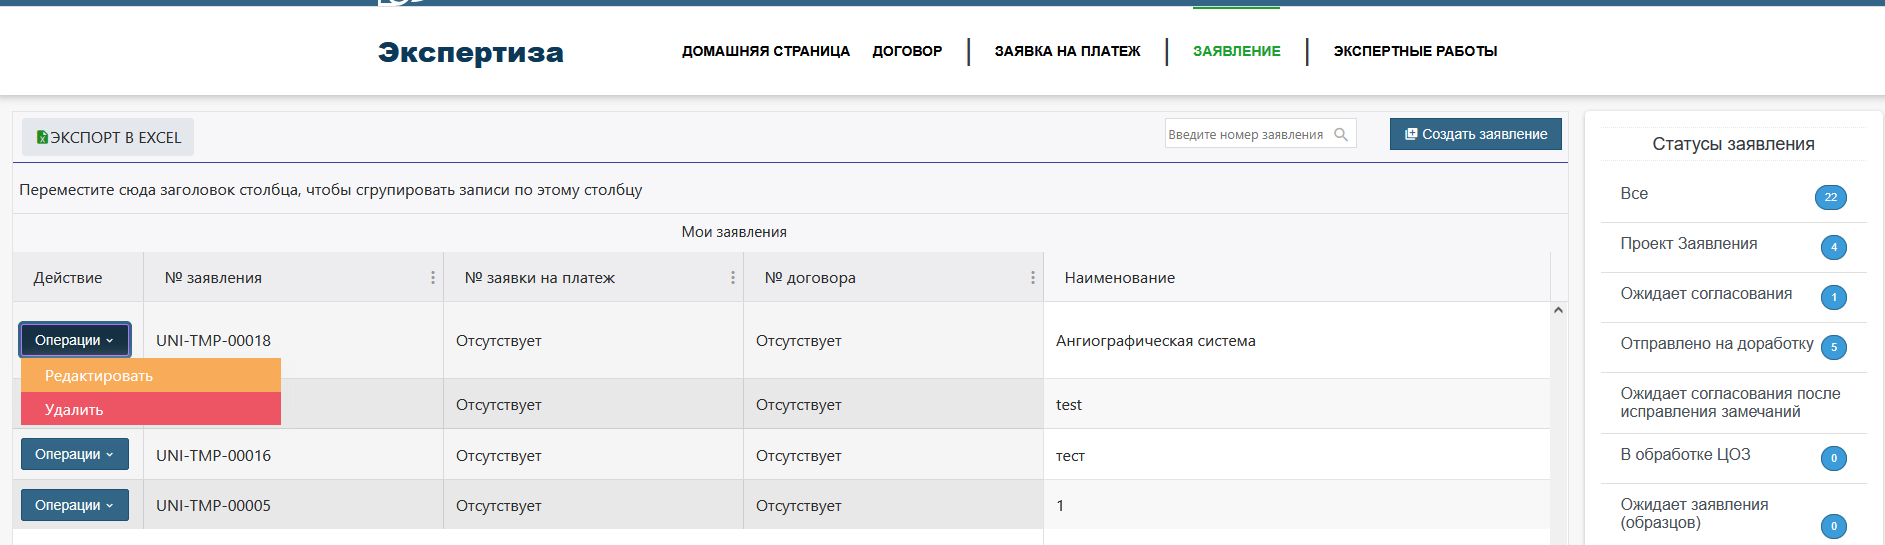 Экспертиза
ДОМАШНЯЯ СТРАНИЦА ДОГОВОР ЗАЯВКА НА ПЛАТЕЖ ЗАЯВЛЕНИЕ ЭКСПЕРТНЫЕ РАБОТЫ
ЭКСПОРТ В EXCEL
Введите номер заявления
Создать заявление
Переместите сюда заголовок столбца, чтобы сгрупировать записи по этому столбцу
Мои заявления
Действие № заявления № заявки на платеж № договора Наименование
Операции UNI-TMP-00018 Отсутствует Отсутствует Ангиографическая система
Редактировать
Удалить
Отсутствует Отсутствует test
Операции UNI-TMP-00016 Отсутствует Отсутствует тест
Операции UNI-TMP-00005 Отсутствует Отсутствует 1
Статусы заявления
Все 22
Проект Заявления 4
Ожидает согласования 1
Отправлено на доработку 5
Ожидает согласования после
исправления замечаний
В обработке ЦОЗ 0
Ожидает заявления
(образцов) 0